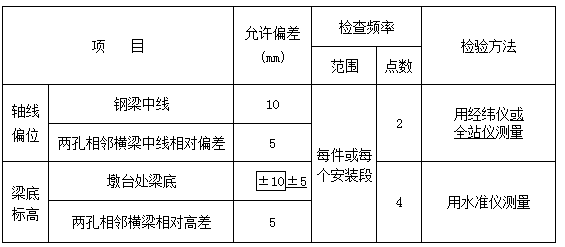 项 目
允许偏差
(mm)
检查频率
检验方法
范围
点数
轴线
偏位
钢梁中线
10
每件或每
个安装段
2
用经纬仪或
全站仪测量
两孔相邻横梁中线相对偏差
5
梁底
标高
墩台处梁底
±10±5
4
用水准仪测量
两孔相邻横梁相对高差
5